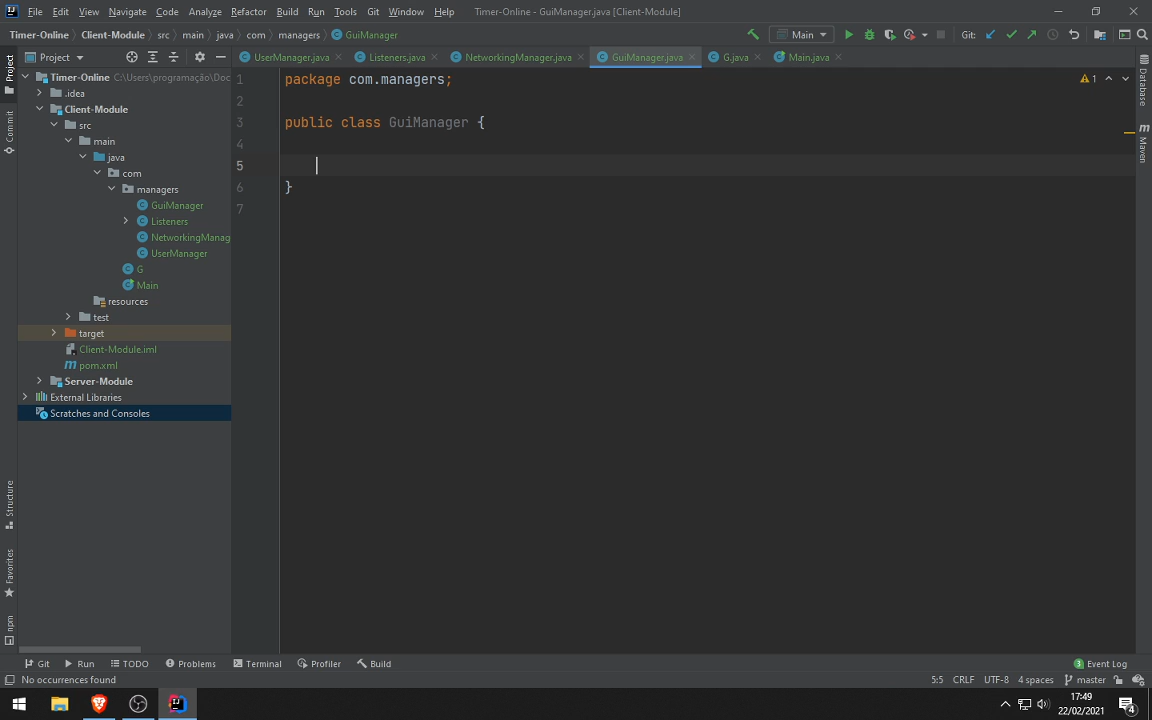 File Edit View Navigate Code Analyze Refactor Build Run Tools Git Window Help Timer-Online - GuiManager.java [Client-Module]
Timer-Online Client-Module src main java com managers GuiManager Main Git:
Project UserManager.java Listeners.java NetworkingManager.java GuiManager.java G.java Main.java
Timer-Online C:\Users\programação\Doc
.idea
Client-Module
src
main
java
com
managers
GuiManager
Listeners
NetworkingManag
UserManager
G
Main
resources
test
target
Client-Module.iml
pom.xml
Server-Module
External Libraries
Scratches and Consoles
1 package com.managers;
2
3 public class GuiManager {
4
5
6 }
7
1
Project
Commit
Structure
Favorites
npm
Database
Maven
Git Run TODO Problems Terminal Profiler Build 3 Event Log
No occurrences found 5:5 CRLF UTF-8 4 spaces master
17:49
22/02/2021
4